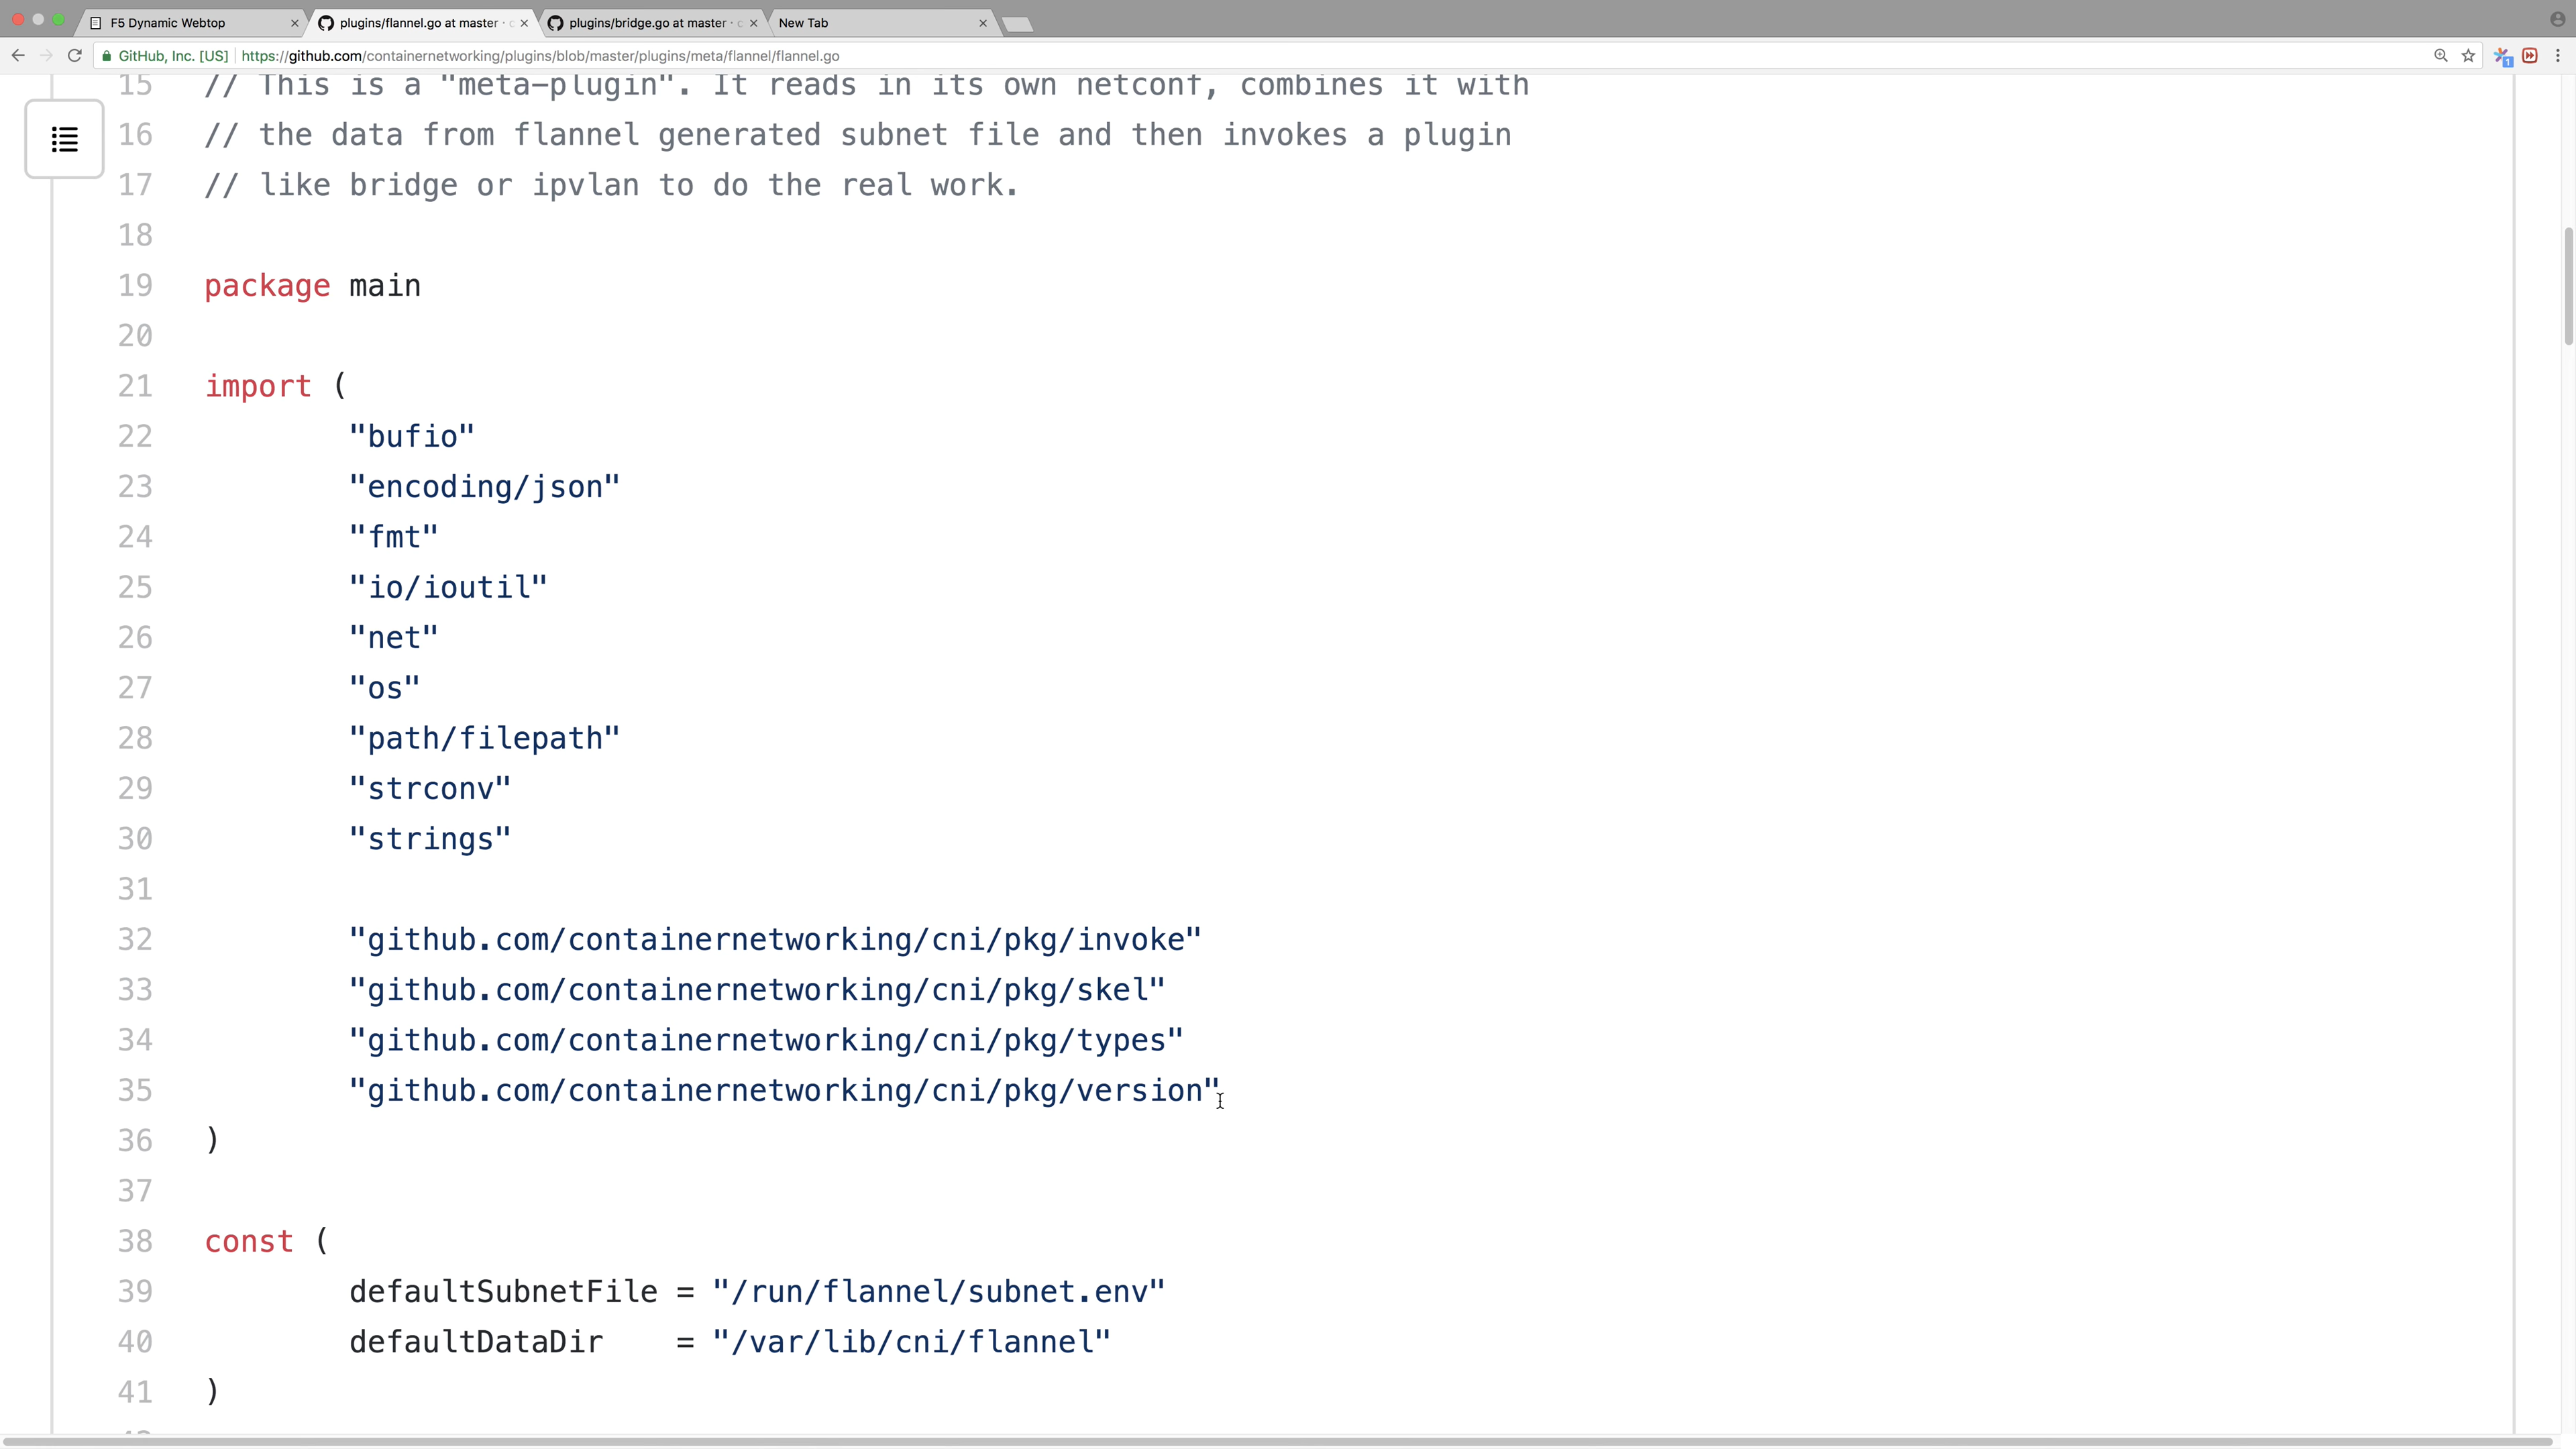 F5 Dynamic Webtop
plugins/flannel.go at master · c
plugins/bridge.go at master · c
New Tab
GitHub, Inc. [US] | https://github.com/containernetworking/plugins/blob/master/plugins/meta/flannel/flannel.go
1
15 // This is a "meta-plugin". It reads in its own netconf, combines it with
16 // the data from flannel generated subnet file and then invokes a plugin
17 // like bridge or ipvlan to do the real work.
18
19 package main
20
21 import (
22 "bufio"
23 "encoding/json"
24 "fmt"
25 "io/ioutil"
26 "net"
27 "os"
28 "path/filepath"
29 "strconv"
30 "strings"
31
32 "github.com/containernetworking/cni/pkg/invoke"
33 "github.com/containernetworking/cni/pkg/skel"
34 "github.com/containernetworking/cni/pkg/types"
35 "github.com/containernetworking/cni/pkg/version"
36 )
37
38 const (
39 defaultSubnetFile = "/run/flannel/subnet.env"
40 defaultDataDir    = "/var/lib/cni/flannel"
41 )